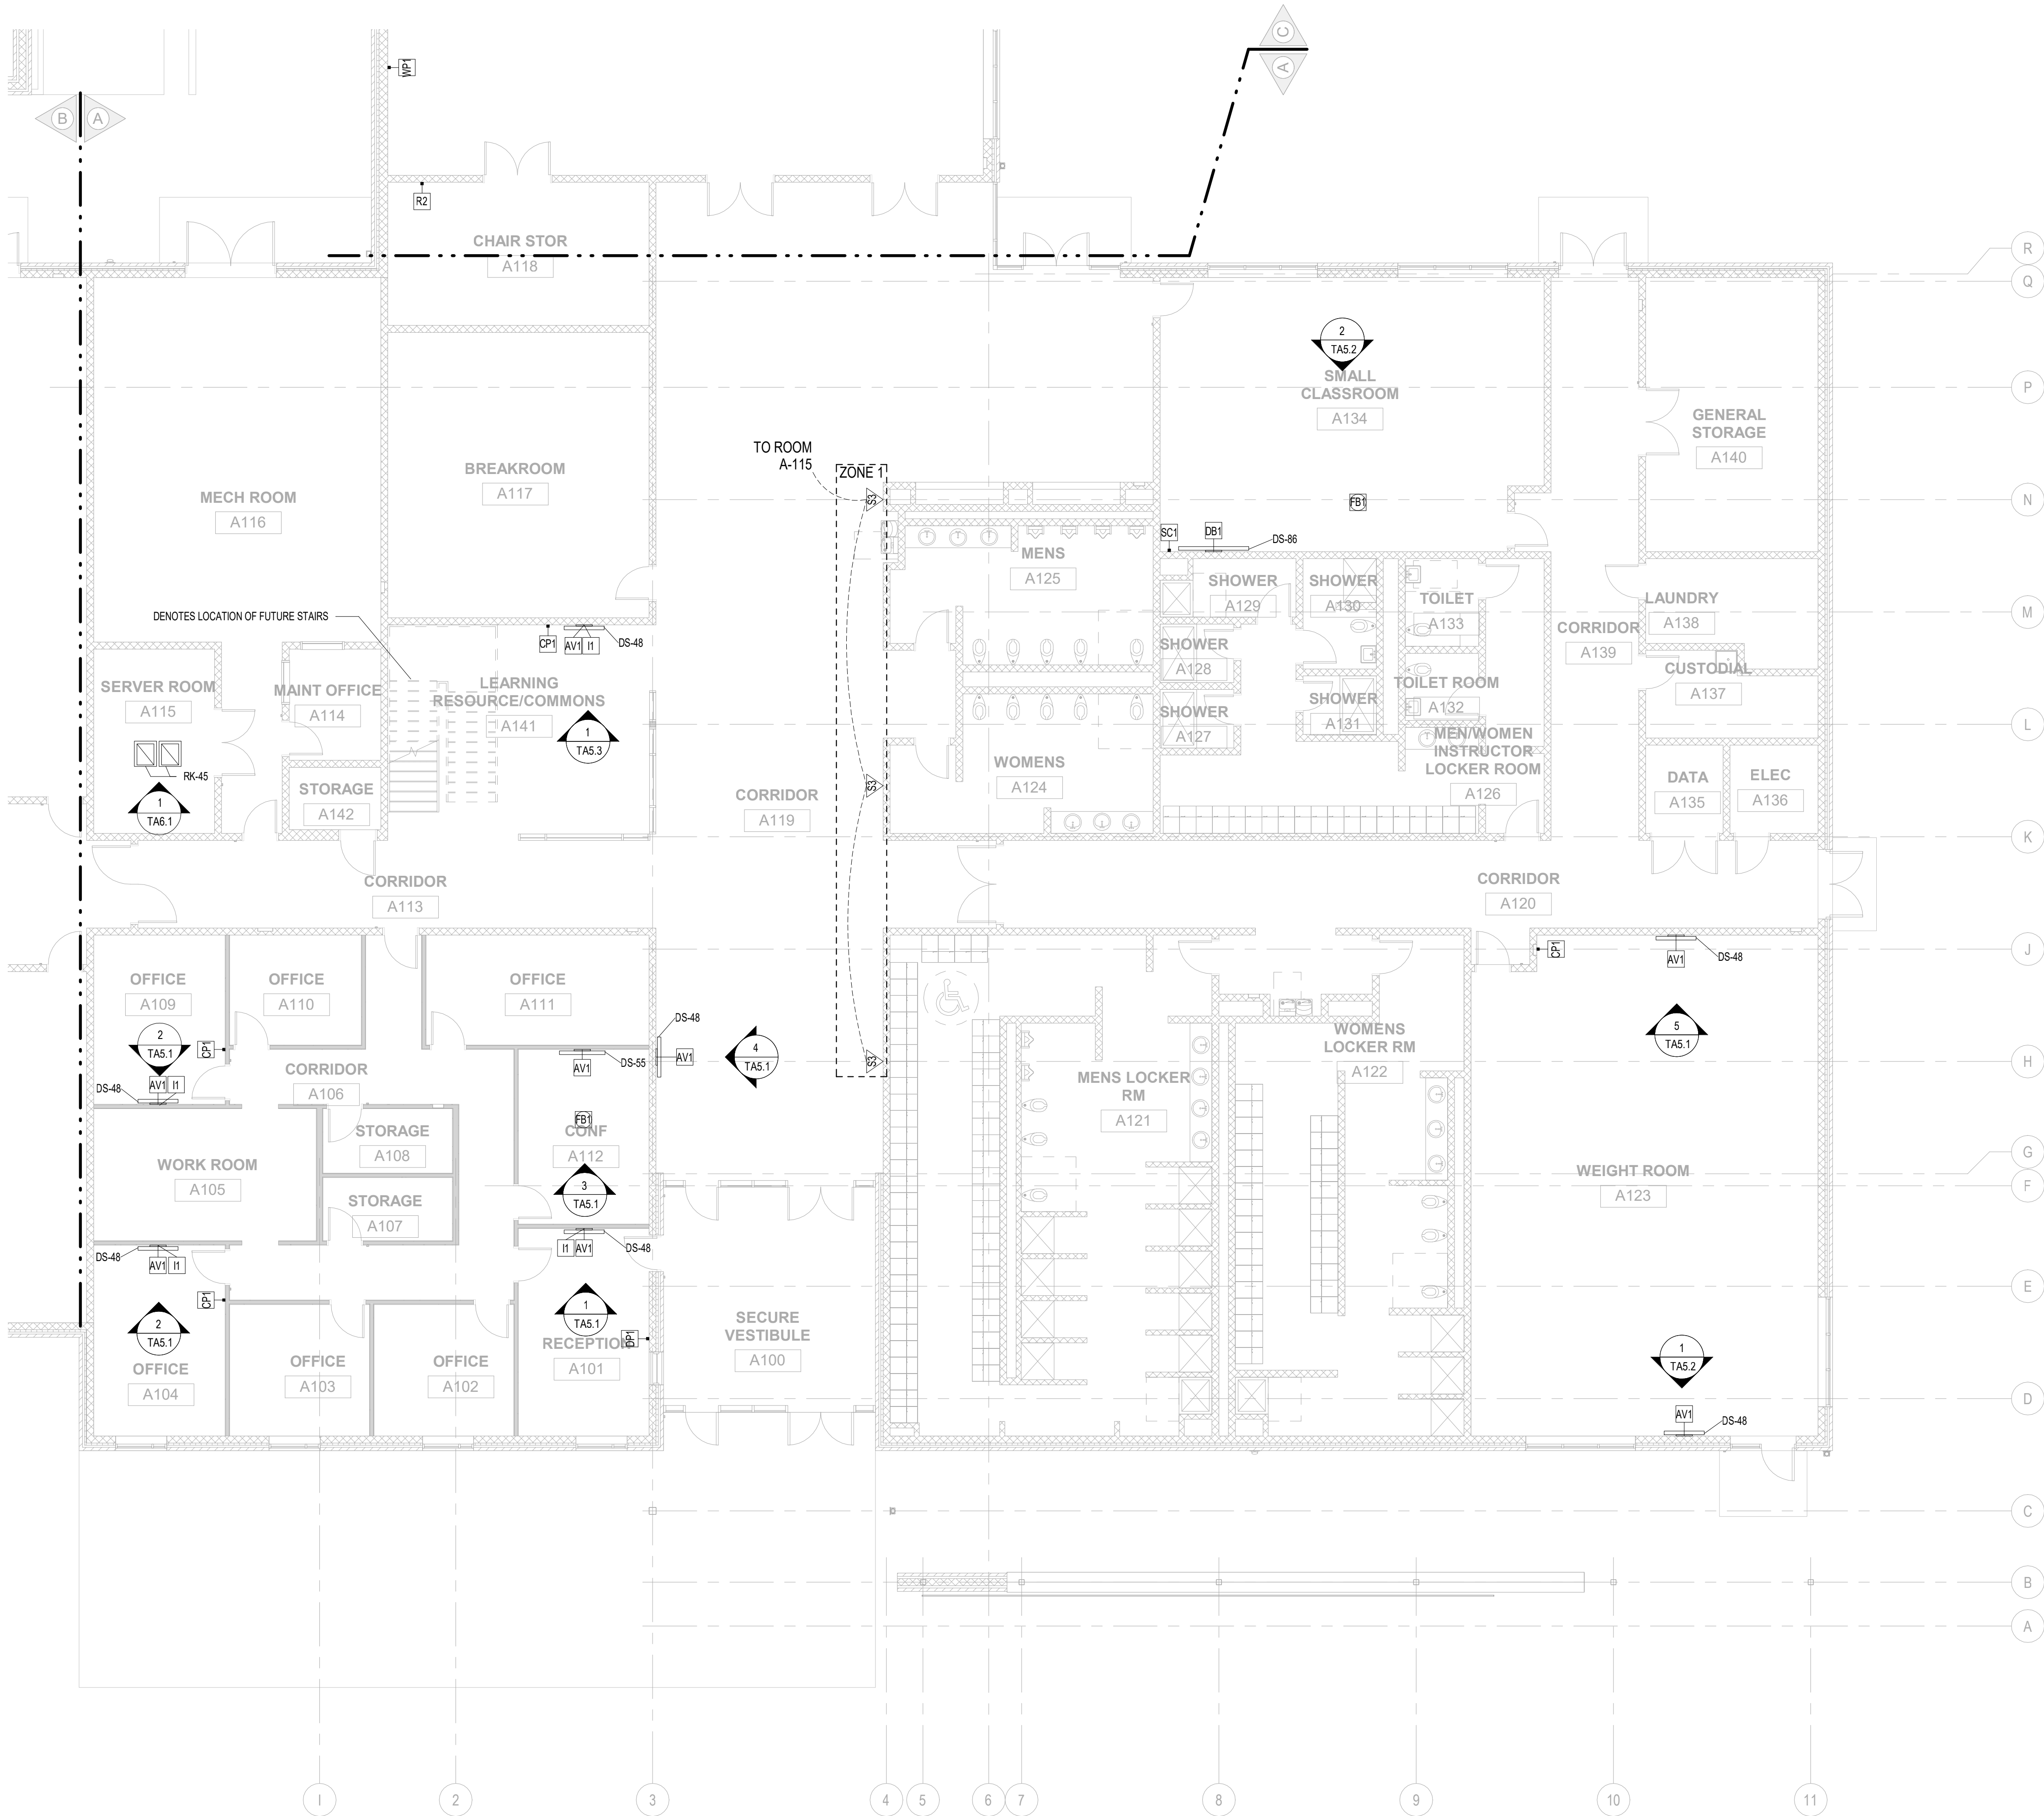 C
A
WP1
B
A
R2
CHAIR STOR
A118
R
Q
2
TA5.2
SMALL
CLASSROOM
A134
P
GENERAL
STORAGE
A140
TO ROOM
A-115
ZONE 1
BREAKROOM
A117
MECH ROOM
A116
S3
FB1
N
SC1
DB1
DS-86
MENS
A125
SHOWER
A129
SHOWER
A130
TOILET
A133
LAUNDRY
A138
M
DENOTES LOCATION OF FUTURE STAIRS
CORRIDOR
A139
CP1
AV1
I1
DS-48
SHOWER
A128
CUSTODIAL
A137
SERVER ROOM
A115
MAINT OFFICE
A114
LEARNING
RESOURCE/COMMONS
A141
TOILET ROOM
A132
SHOWER
A131
SHOWER
A127
L
1
TA5.3
MEN/WOMEN
INSTRUCTOR
LOCKER ROOM
A126
WOMENS
A124
RK-45
S3
DATA
A135
ELEC
A136
1
TA6.1
STORAGE
A142
CORRIDOR
A119
K
CORRIDOR
A113
CORRIDOR
A120
CP1
AV1
DS-48
J
OFFICE
A109
OFFICE
A110
OFFICE
A111
2
TA5.1
CP1
DS-48
AV1
4
TA5.1
S3
5
TA5.1
WOMENS
LOCKER RM
A122
H
DS-55
AV1
CORRIDOR
A106
DS-48
AV1
I1
MENS LOCKER
RM
A121
FB1
CONF
A112
STORAGE
A108
WORK ROOM
A105
G
WEIGHT ROOM
A123
F
3
TA5.1
STORAGE
A107
DS-48
AV1
I1
I1
AV1
DS-48
CP1
E
1
TA5.1
2
TA5.1
SECURE
VESTIBULE
A100
DP1
RECEPTION
A101
OFFICE
A104
OFFICE
A103
OFFICE
A102
1
TA5.2
D
AV1
DS-48
C
B
A
1
2
3
4
5
6
7
8
9
10
11